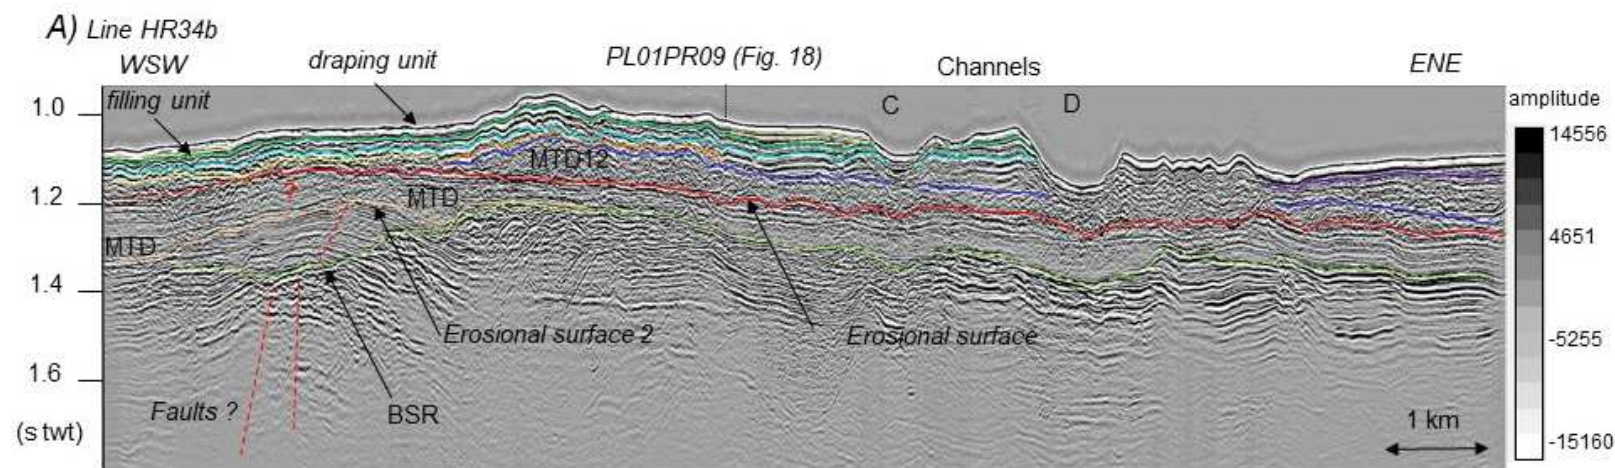 A) Line HR34b
WSW
draping unit
PL01PR09 (Fig. 18)
Channels
ENE
filling unit
amplitude
1.0
C
D
14556
MTD12
?
1.2
MTD
MTD
4651
1.4
Erosional surface 2
Erosional surface
-5255
1.6
Faults ?
BSR
1 km
(s twt)
-15160